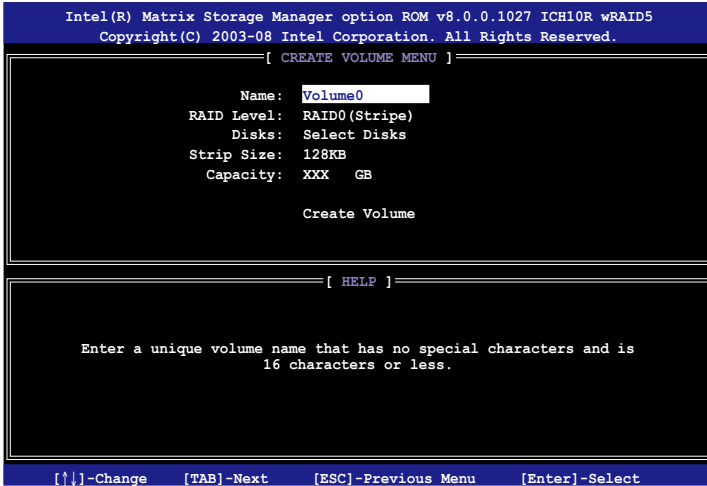 Intel(R) Matrix Storage Manager option ROM v8.0.0.1027 ICH10R wRAID5
Copyright(C) 2003-08 Intel Corporation. All Rights Reserved.
[ CREATE VOLUME MENU ]
Name: Volume0
RAID Level: RAID0(Stripe)
Disks: Select Disks
Strip Size: 128KB
Capacity: XXX GB
Create Volume
[ HELP ]
Enter a unique volume name that has no special characters and is
16 characters or less.
[↑↓]-Change [TAB]-Next [ESC]-Previous Menu [Enter]-Select